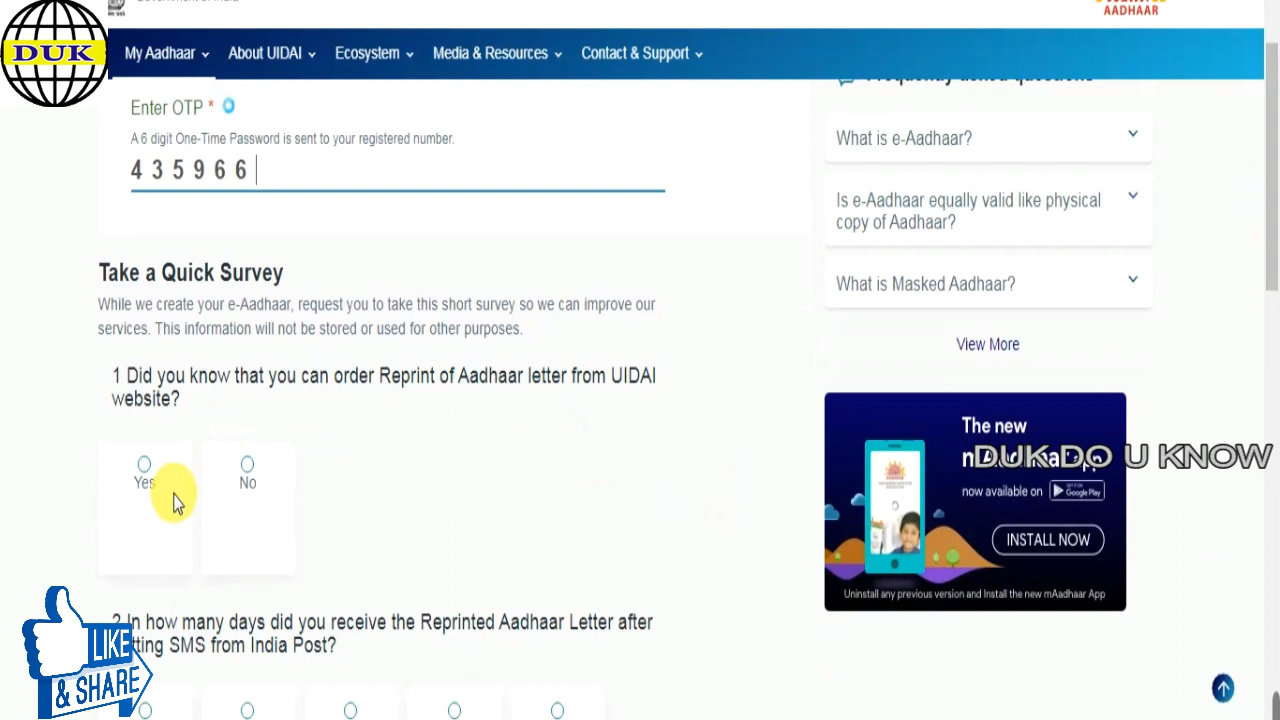 DUK
AADHAAR
My Aadhaar
About UIDAI
Ecosystem
Media & Resources
Contact & Support
Enter OTP *
A 6 digit One-Time Password is sent to your registered number.
4 3 5 9 6 6
Take a Quick Survey
While we create your e-Aadhaar, request you to take this short survey so we can improve our
services. This information will not be stored or used for other purposes.
1 Did you know that you can order Reprint of Aadhaar letter from UIDAI
website?
Yes
No
2 In how many days did you receive the Reprinted Aadhaar Letter after
SMS from India Post?
LIKE
& SHARE
Frequently asked questions
What is e-Aadhaar?
Is e-Aadhaar equally valid like physical
copy of Aadhaar?
What is Masked Aadhaar?
View More
The new
DUK DO U KNOW
now available on
Google Play
INSTALL NOW
Uninstall any previous version and Install the new mAadhaar App